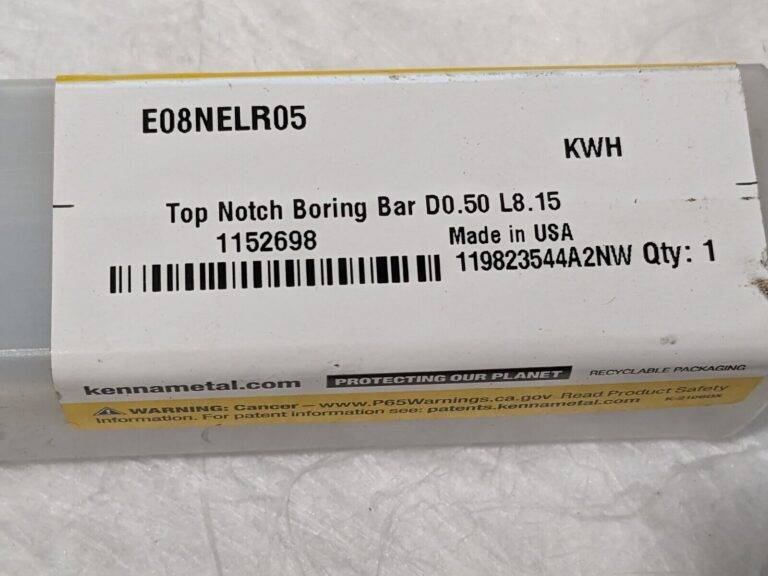 E08NELR05
KWH
Top Notch Boring Bar D0.50 L8.15
1152698 Made in USA
119823544A2NW Qty: 1
kennametal.com PROTECTING OUR PLANET RECYCLABLE PACKAGING
WARNING: Cancer – www.P65Warnings.ca.gov Read Product Safety
Information. For patent information see: patents.kennametal.com